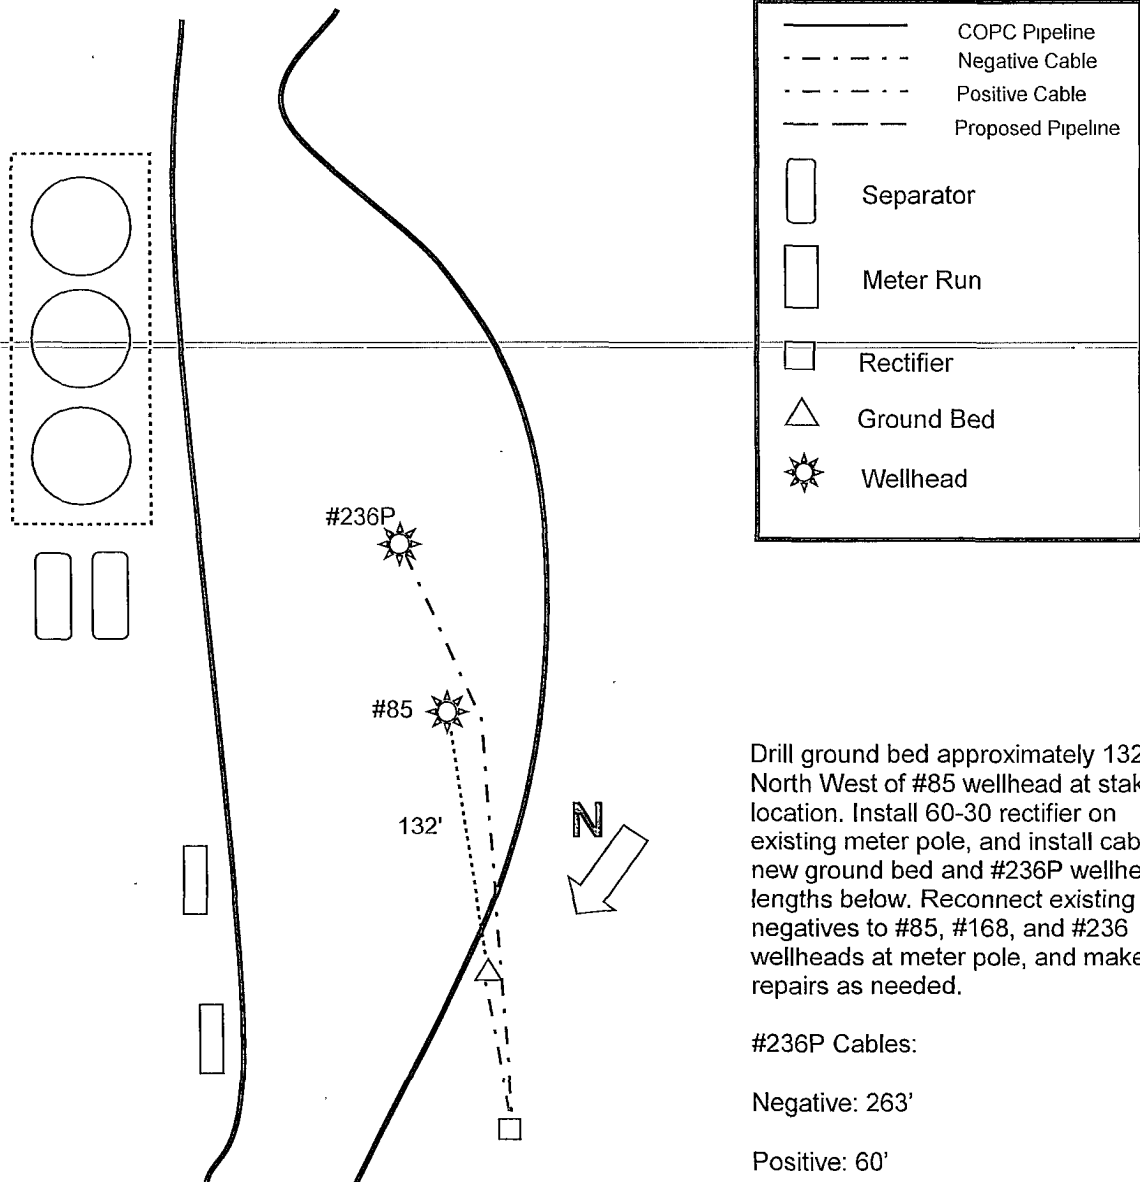 COPC Pipeline
Negative Cable
Positive Cable
Proposed Pipeline
Separator
Meter Run
Rectifier
Ground Bed
Wellhead
#236P
#85
132'
N
Drill ground bed approximately 132
North West of #85 wellhead at stak
location. Install 60-30 rectifier on
existing meter pole, and install cab
new ground bed and #236P wellhe
lengths below. Reconnect existing
negatives to #85, #168, and #236
wellheads at meter pole, and make
repairs as needed.
#236P Cables:
Negative: 263'
Positive: 60'